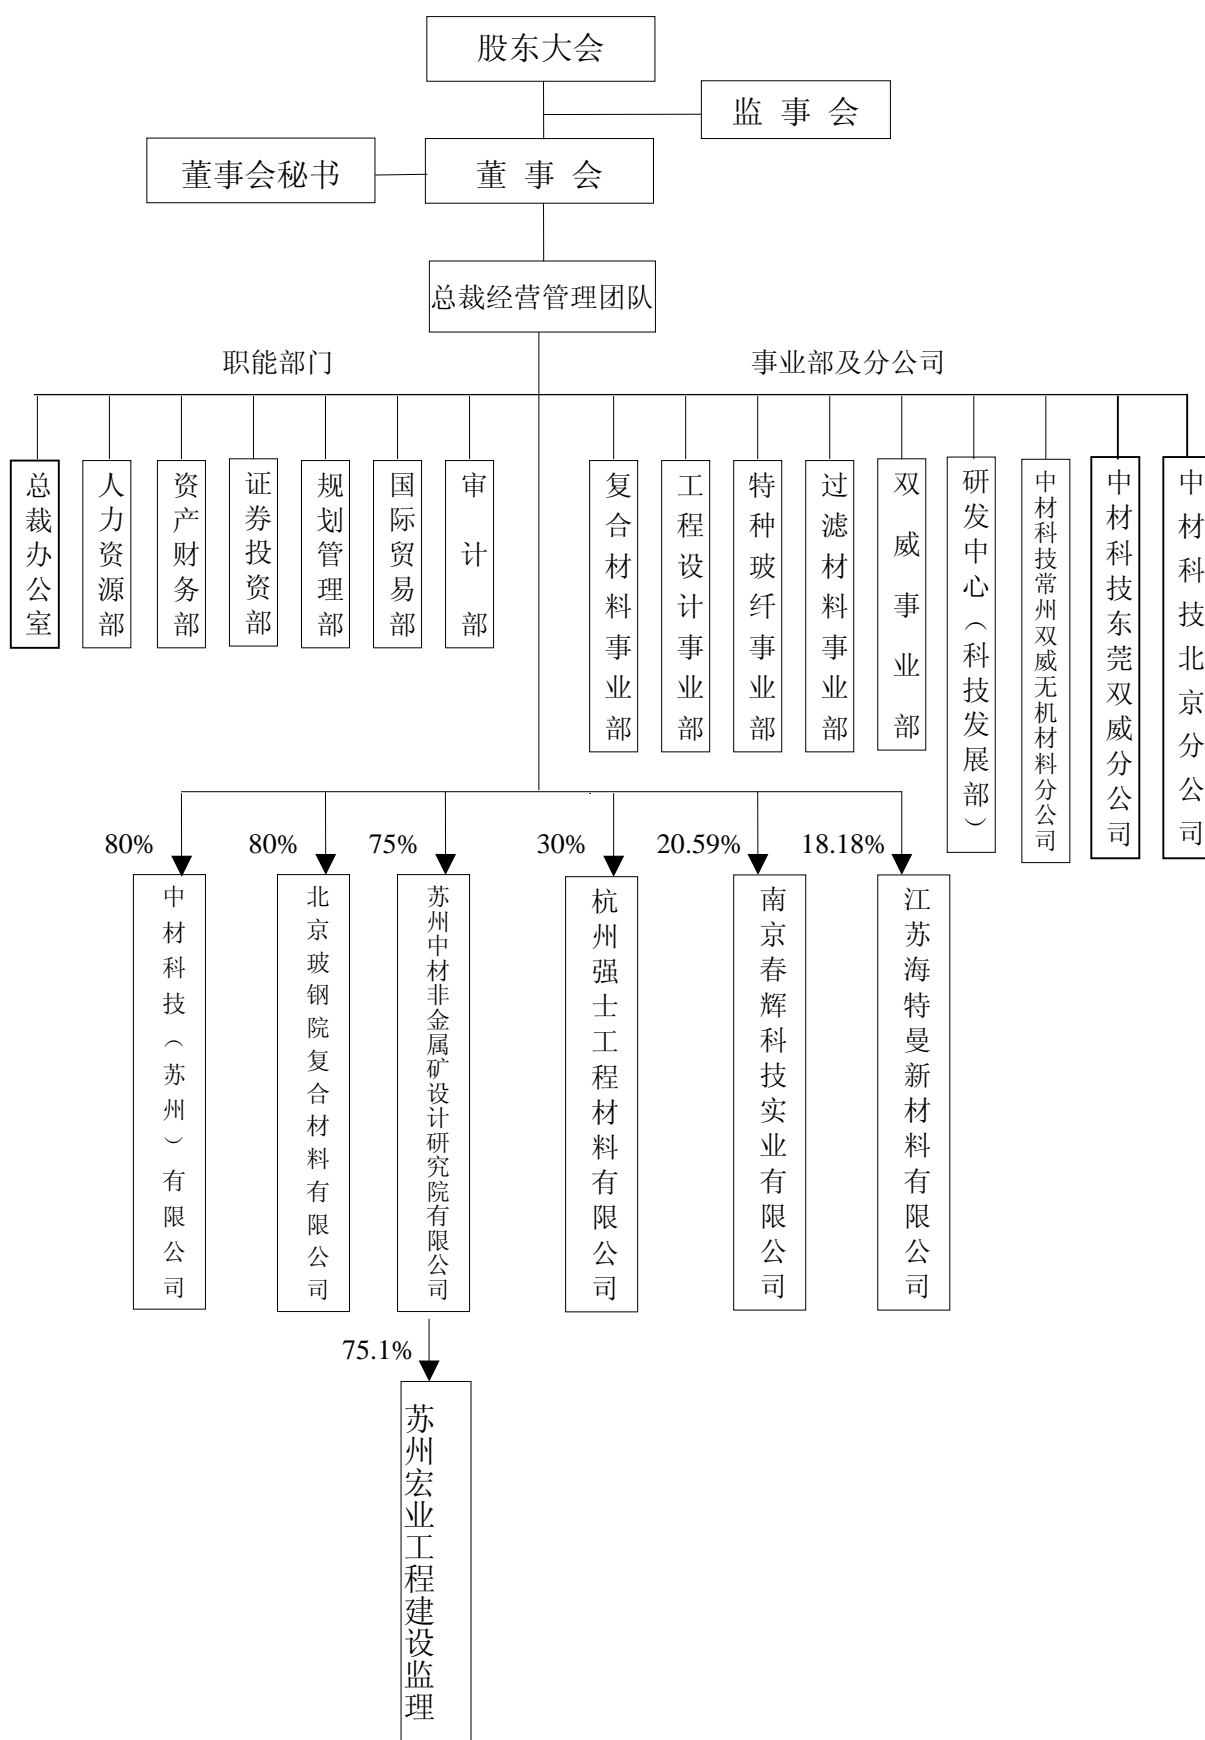 股东大会
监 事 会
董事会秘书
董 事 会
总裁经营管理团队
职能部门
事业部及分公司
总裁办公室
人力资源部
资产财务部
证券投资部
规划管理部
国际贸易部
审计部
复合材料事业部
工程设计事业部
特种玻纤事业部
过滤材料事业部
双威事业部
研发中心（科技发展部）
中材科技常州双威无机材料分公司
中材科技东莞双威分公司
中材科技北京分公司
80%
80%
75%
30%
20.59%
18.18%
中材科技（苏州）有限公司
北京玻钢院复合材料有限公司
苏州中材非金属矿设计研究院有限公司
杭州强士工程材料有限公司
南京春辉科技实业有限公司
江苏海特曼新材料有限公司
75.1%
苏州宏业工程建设监理